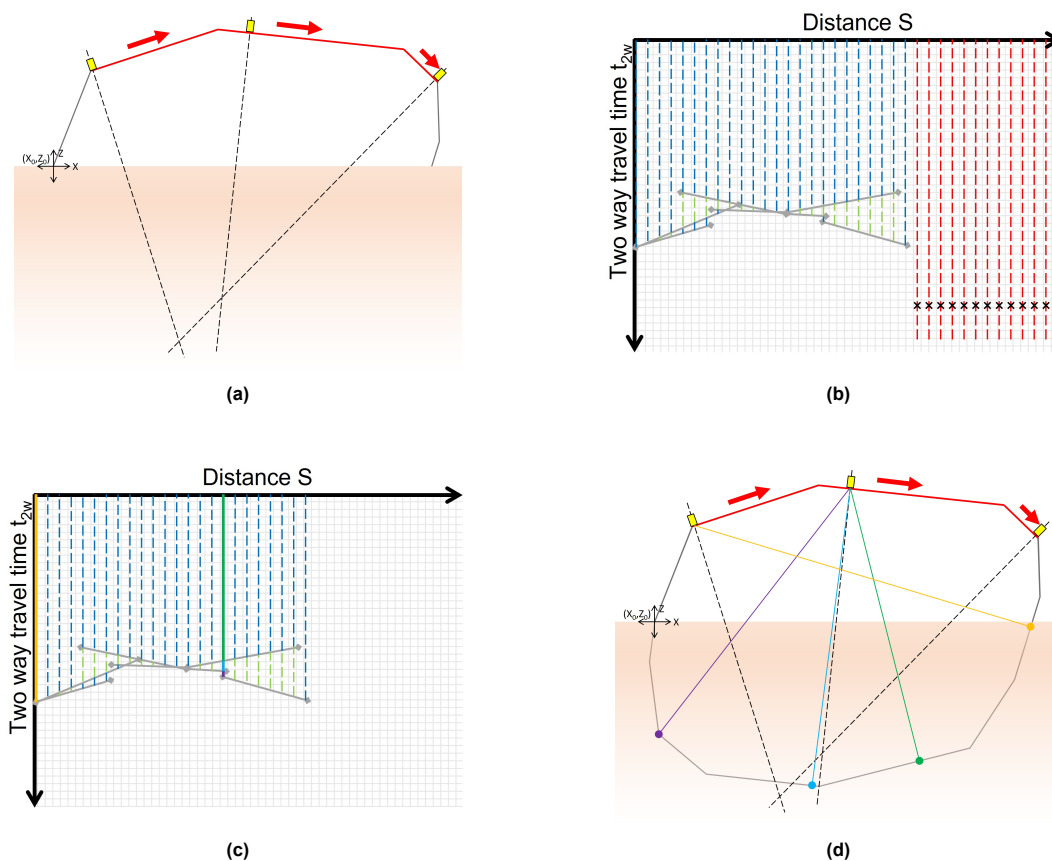 (X₀,Z₀)
Z
X
(a)
Distance S
Two way travel time t₂w
(b)
Distance S
Two way travel time t₂w
(c)
(X₀,Z₀)
Z
X
(d)